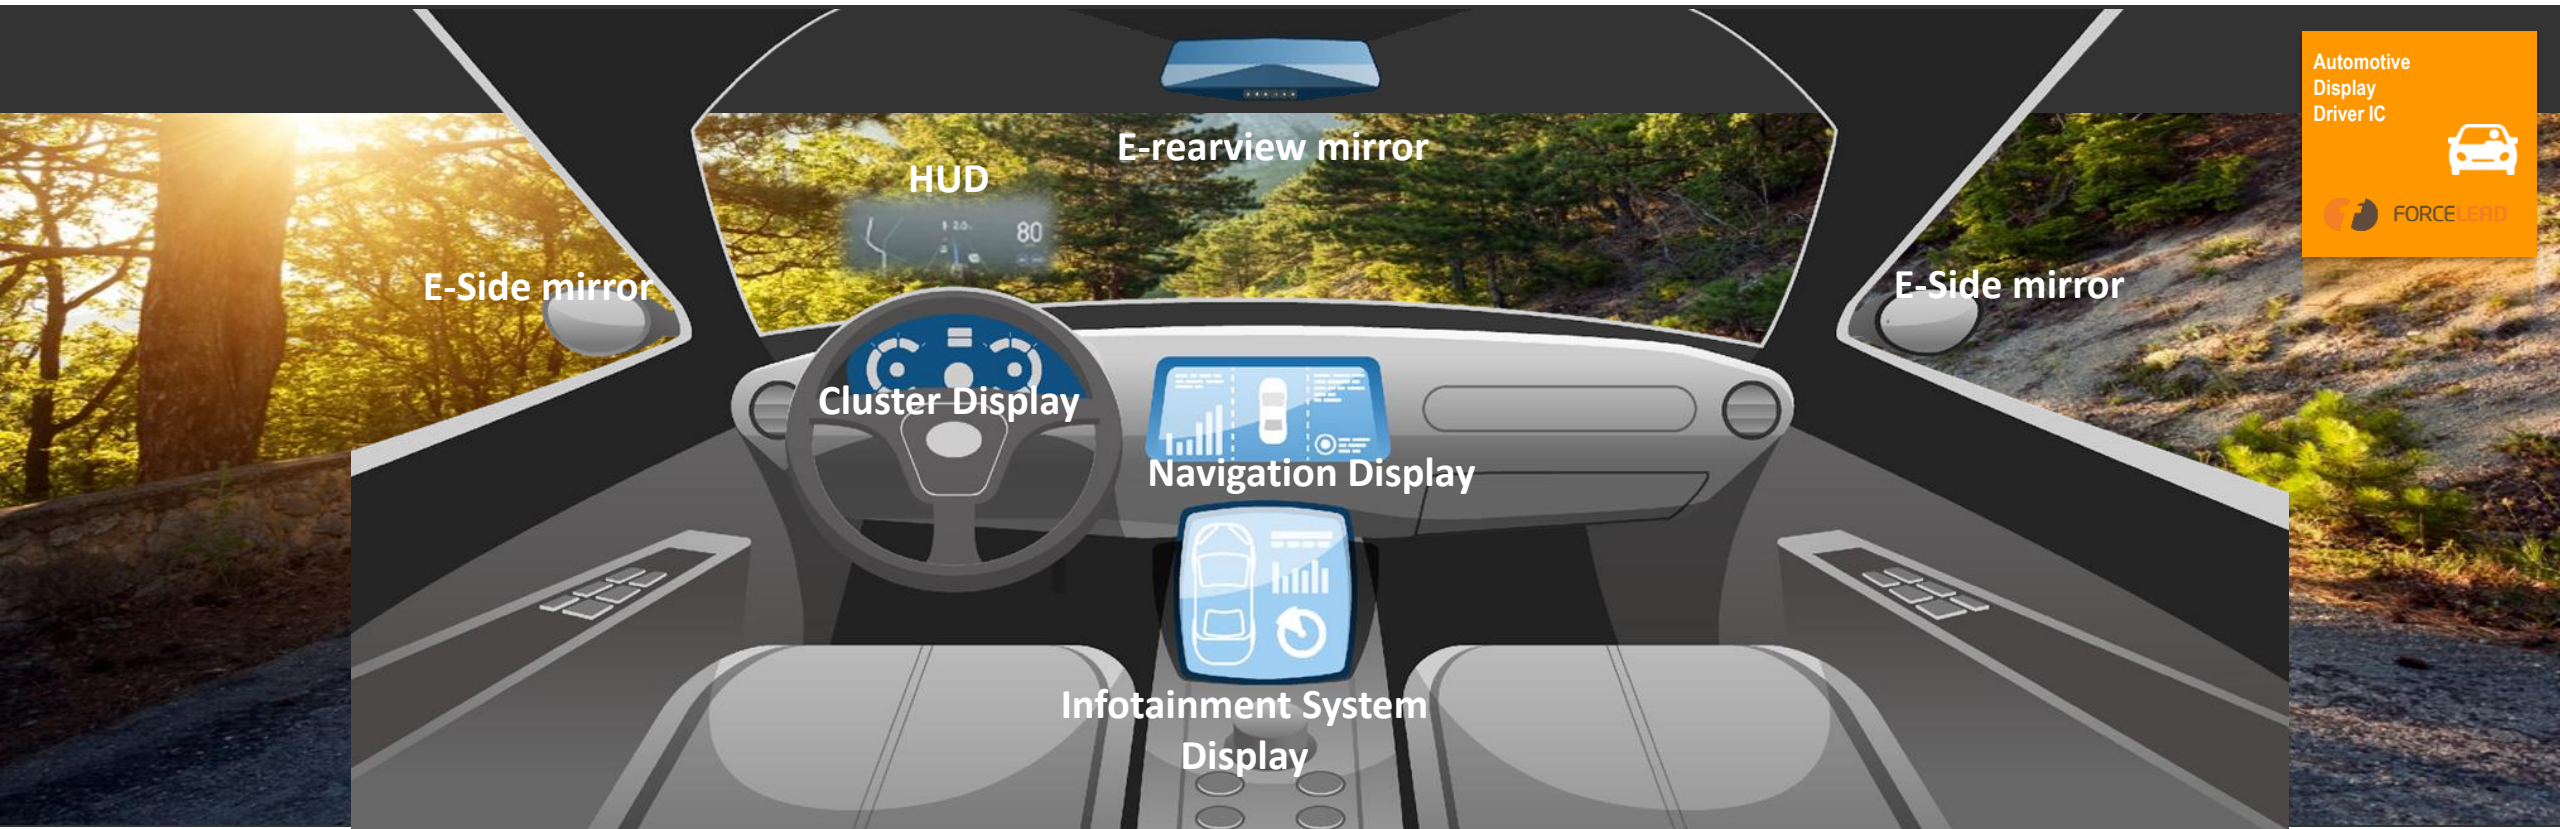 Automotive
Display
Driver IC
FORCELEAD
E-rearview mirror
HUD
80
E-Side mirror
E-Side mirror
Cluster Display
Navigation Display
Infotainment System
Display